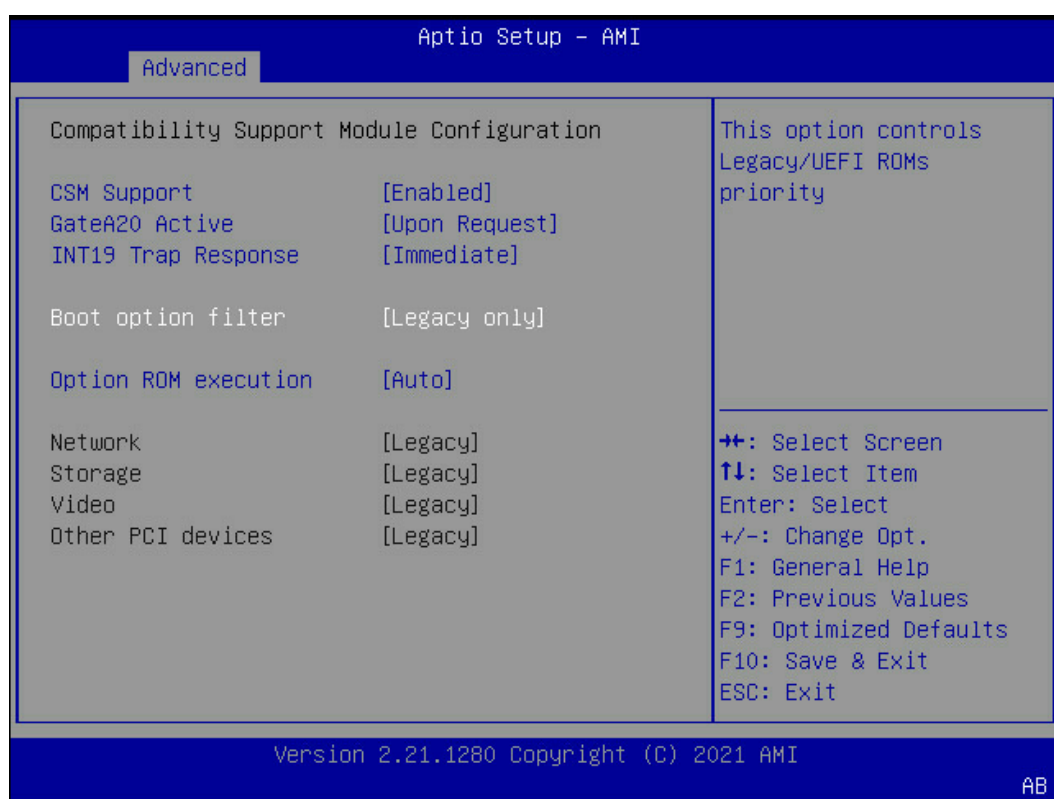 Aptio Setup – AMI
Advanced
Compatibility Support Module Configuration
CSM Support [Enabled]
GateA20 Active [Upon Request]
INT19 Trap Response [Immediate]
Boot option filter [Legacy only]
Option ROM execution [Auto]
Network [Legacy]
Storage [Legacy]
Video [Legacy]
Other PCI devices [Legacy]
This option controls
Legacy/UEFI ROMs
priority
→←: Select Screen
↑↓: Select Item
Enter: Select
+/-: Change Opt.
F1: General Help
F2: Previous Values
F9: Optimized Defaults
F10: Save & Exit
ESC: Exit
Version 2.21.1280 Copyright (C) 2021 AMI
AB